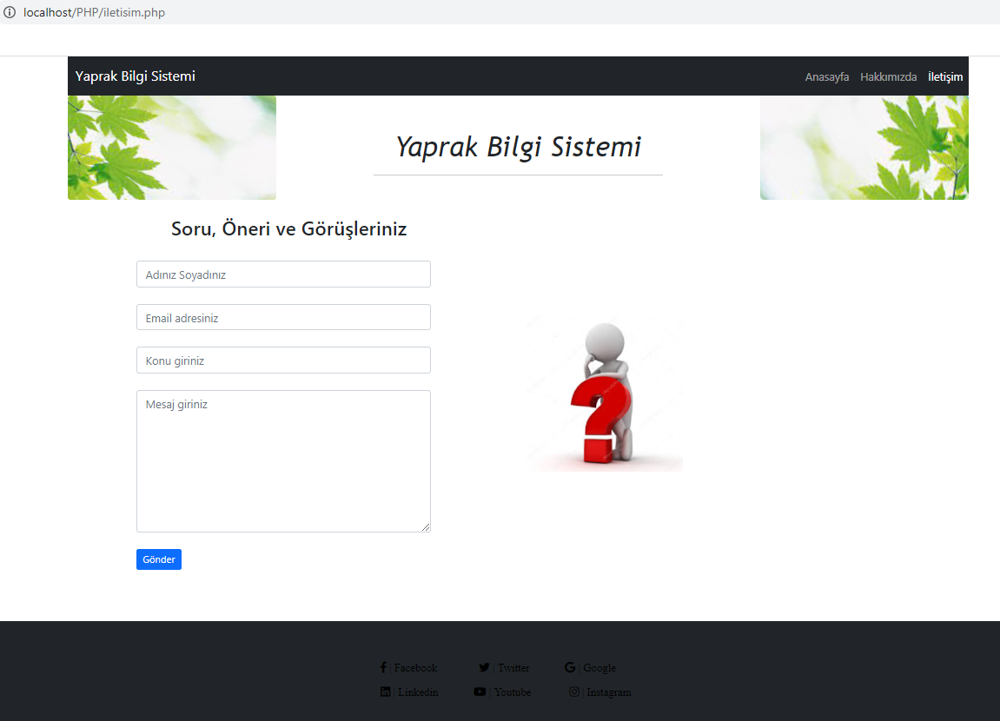 localhost/PHP/iletisim.php
Yaprak Bilgi Sistemi Anasayfa Hakkımızda İletişim
Yaprak Bilgi Sistemi
Soru, Öneri ve Görüşleriniz
Adınız Soyadınız
Email adresiniz
Konu giriniz
Mesaj giriniz
Gönder
| Facebook | Twitter | Google
| Linkedin | Youtube | Instagram